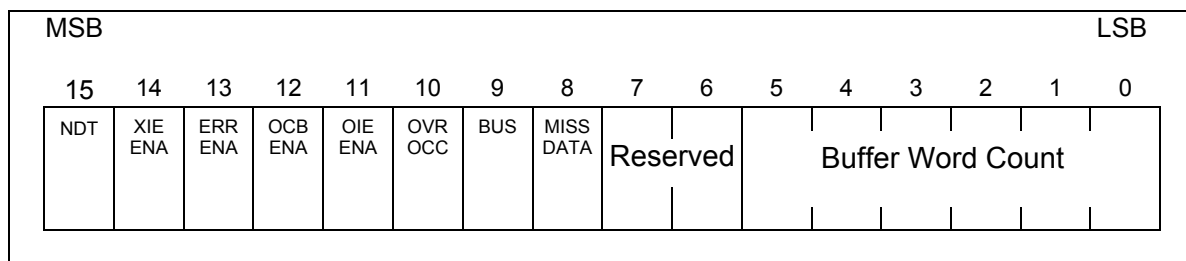 MSB LSB
15 14 13 12 11 10 9 8 7 6 5 4 3 2 1 0
NDT XIE ERR OCB OIE OVR BUS MISS
ENA ENA ENA ENA OCC DATA
Reserved Buffer Word Count